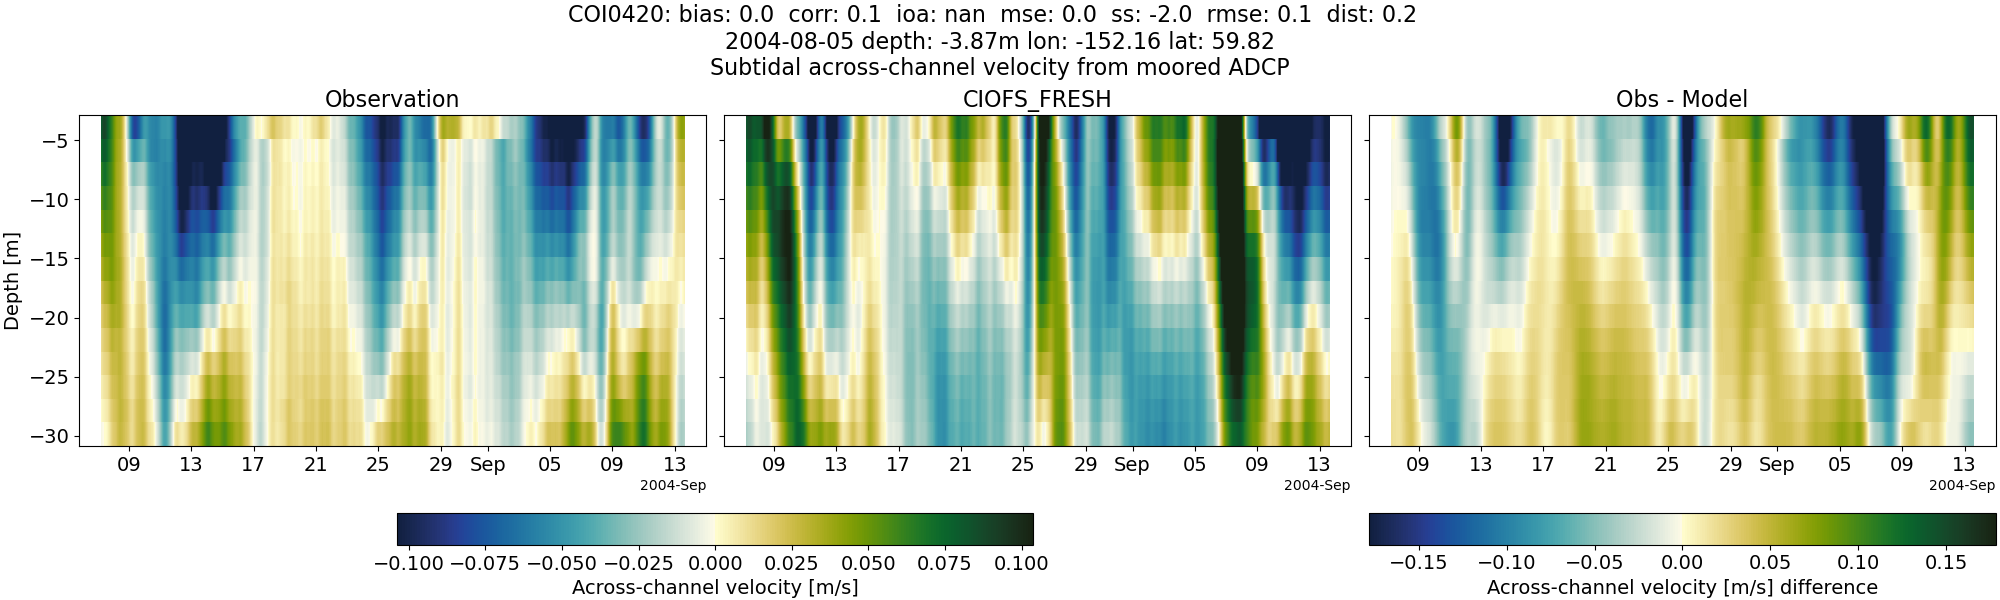 COI0420: bias: 0.0  corr: 0.1  ioa: nan  mse: 0.0  ss: -2.0  rmse: 0.1  dist: 0.2
2004-08-05 depth: -3.87m lon: -152.16 lat: 59.82
Subtidal across-channel velocity from moored ADCP
Observation
CIOFS_FRESH
Obs - Model
Depth [m]
−5
−10
−15
−20
−25
−30
09 13 17 21 25 29 Sep 05 09 13
2004-Sep
09 13 17 21 25 29 Sep 05 09 13
2004-Sep
09 13 17 21 25 29 Sep 05 09 13
2004-Sep
−0.100 −0.075 −0.050 −0.025 0.000 0.025 0.050 0.075 0.100
Across-channel velocity [m/s]
−0.15 −0.10 −0.05 0.00 0.05 0.10 0.15
Across-channel velocity [m/s] difference